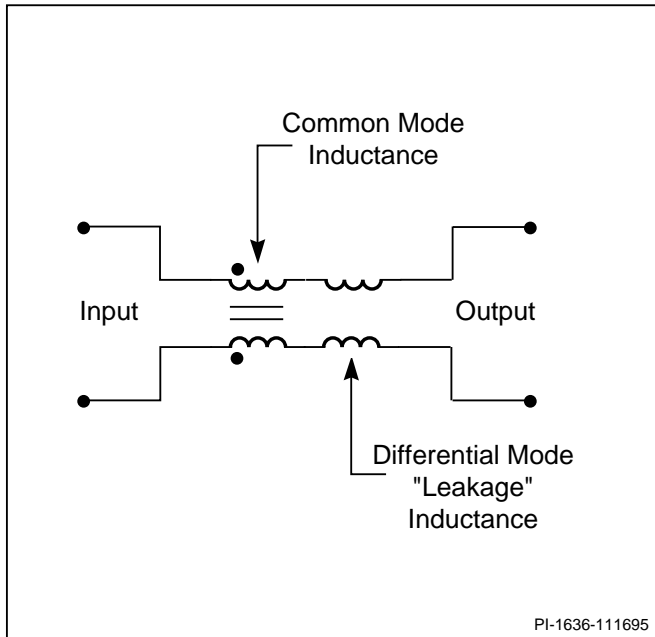 Common Mode
Inductance
Input
Output
Differential Mode
"Leakage"
Inductance
PI-1636-111695